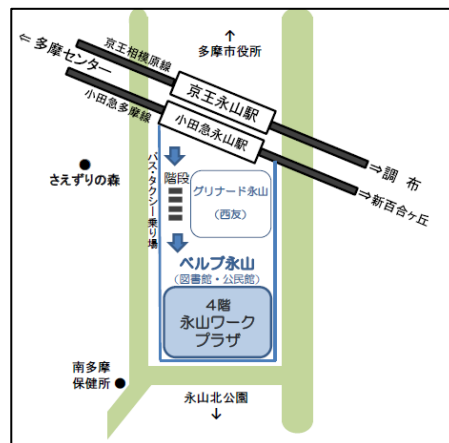 ↑
多摩市役所
⇐ 多摩センター
京王相模原線
京王永山駅
小田急多摩線
小田急永山駅
⇒調 布
⇒新百合ヶ丘
さえずりの森
バス・タクシー乗り場
階段
グリナード永山
（西友）
ベルブ永山
（図書館・公民館）
4階
永山ワーク
プラザ
南多摩
保健所
永山北公園
↓